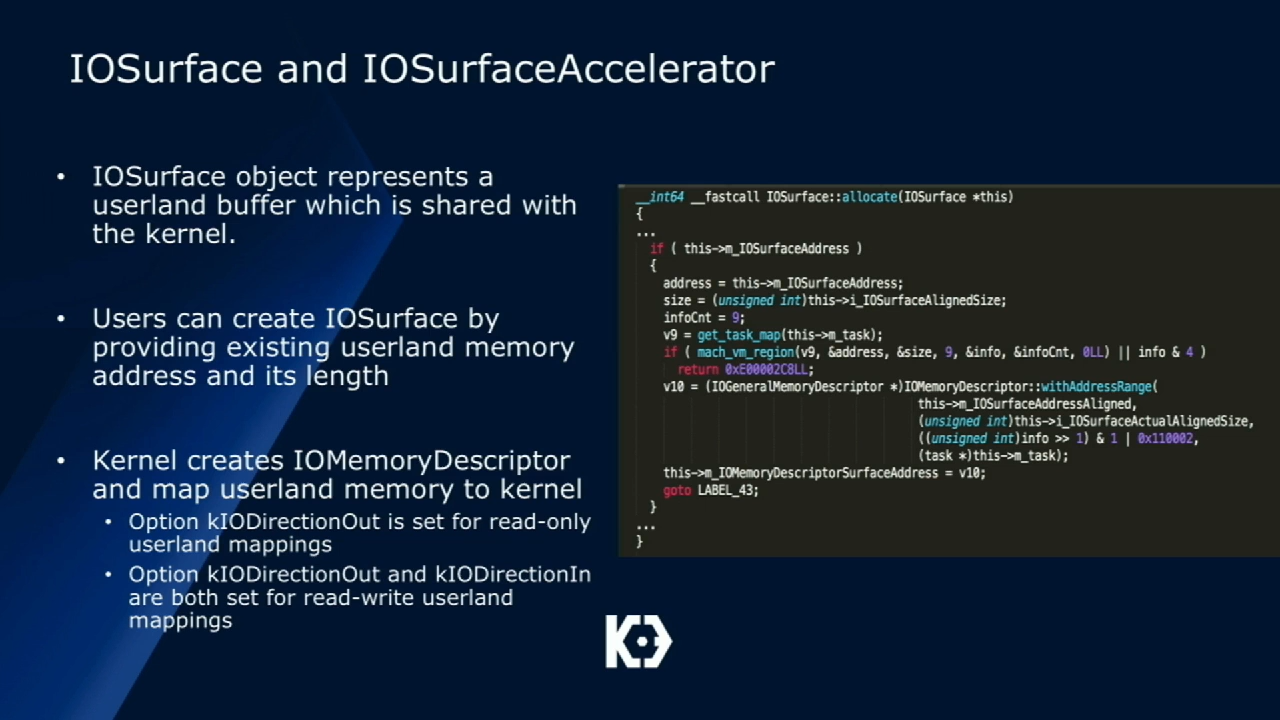 IOSurface and IOSurfaceAccelerator
• IOSurface object represents a
userland buffer which is shared with
the kernel.
• Users can create IOSurface by
providing existing userland memory
address and its length
• Kernel creates IOMemoryDescriptor
and map userland memory to kernel
• Option kIODirectionOut is set for read-only
userland mappings
• Option kIODirectionOut and kIODirectionIn
are both set for read-write userland
mappings
__int64 __fastcall IOSurface::allocate(IOSurface *this)
{
...
if ( this->m_IOSurfaceAddress )
{
address = this->m_IOSurfaceAddress;
size = (unsigned int)this->i_IOSurfaceAlignedSize;
infoCnt = 9;
v9 = get_task_map(this->m_task);
if ( mach_vm_region(v9, &address, &size, 9, &info, &infoCnt, 0LL) || info & 4 )
return 0xE00002C8LL;
v10 = (IOGeneralMemoryDescriptor *)IOMemoryDescriptor::withAddressRange(
this->m_IOSurfaceAddressAligned,
(unsigned int)this->i_IOSurfaceActualAlignedSize,
((unsigned int)info >> 1) & 1 | 0x110002,
(task *)this->m_task);
this->m_IOMemoryDescriptorSurfaceAddress = v10;
goto LABEL_43;
}
...
}